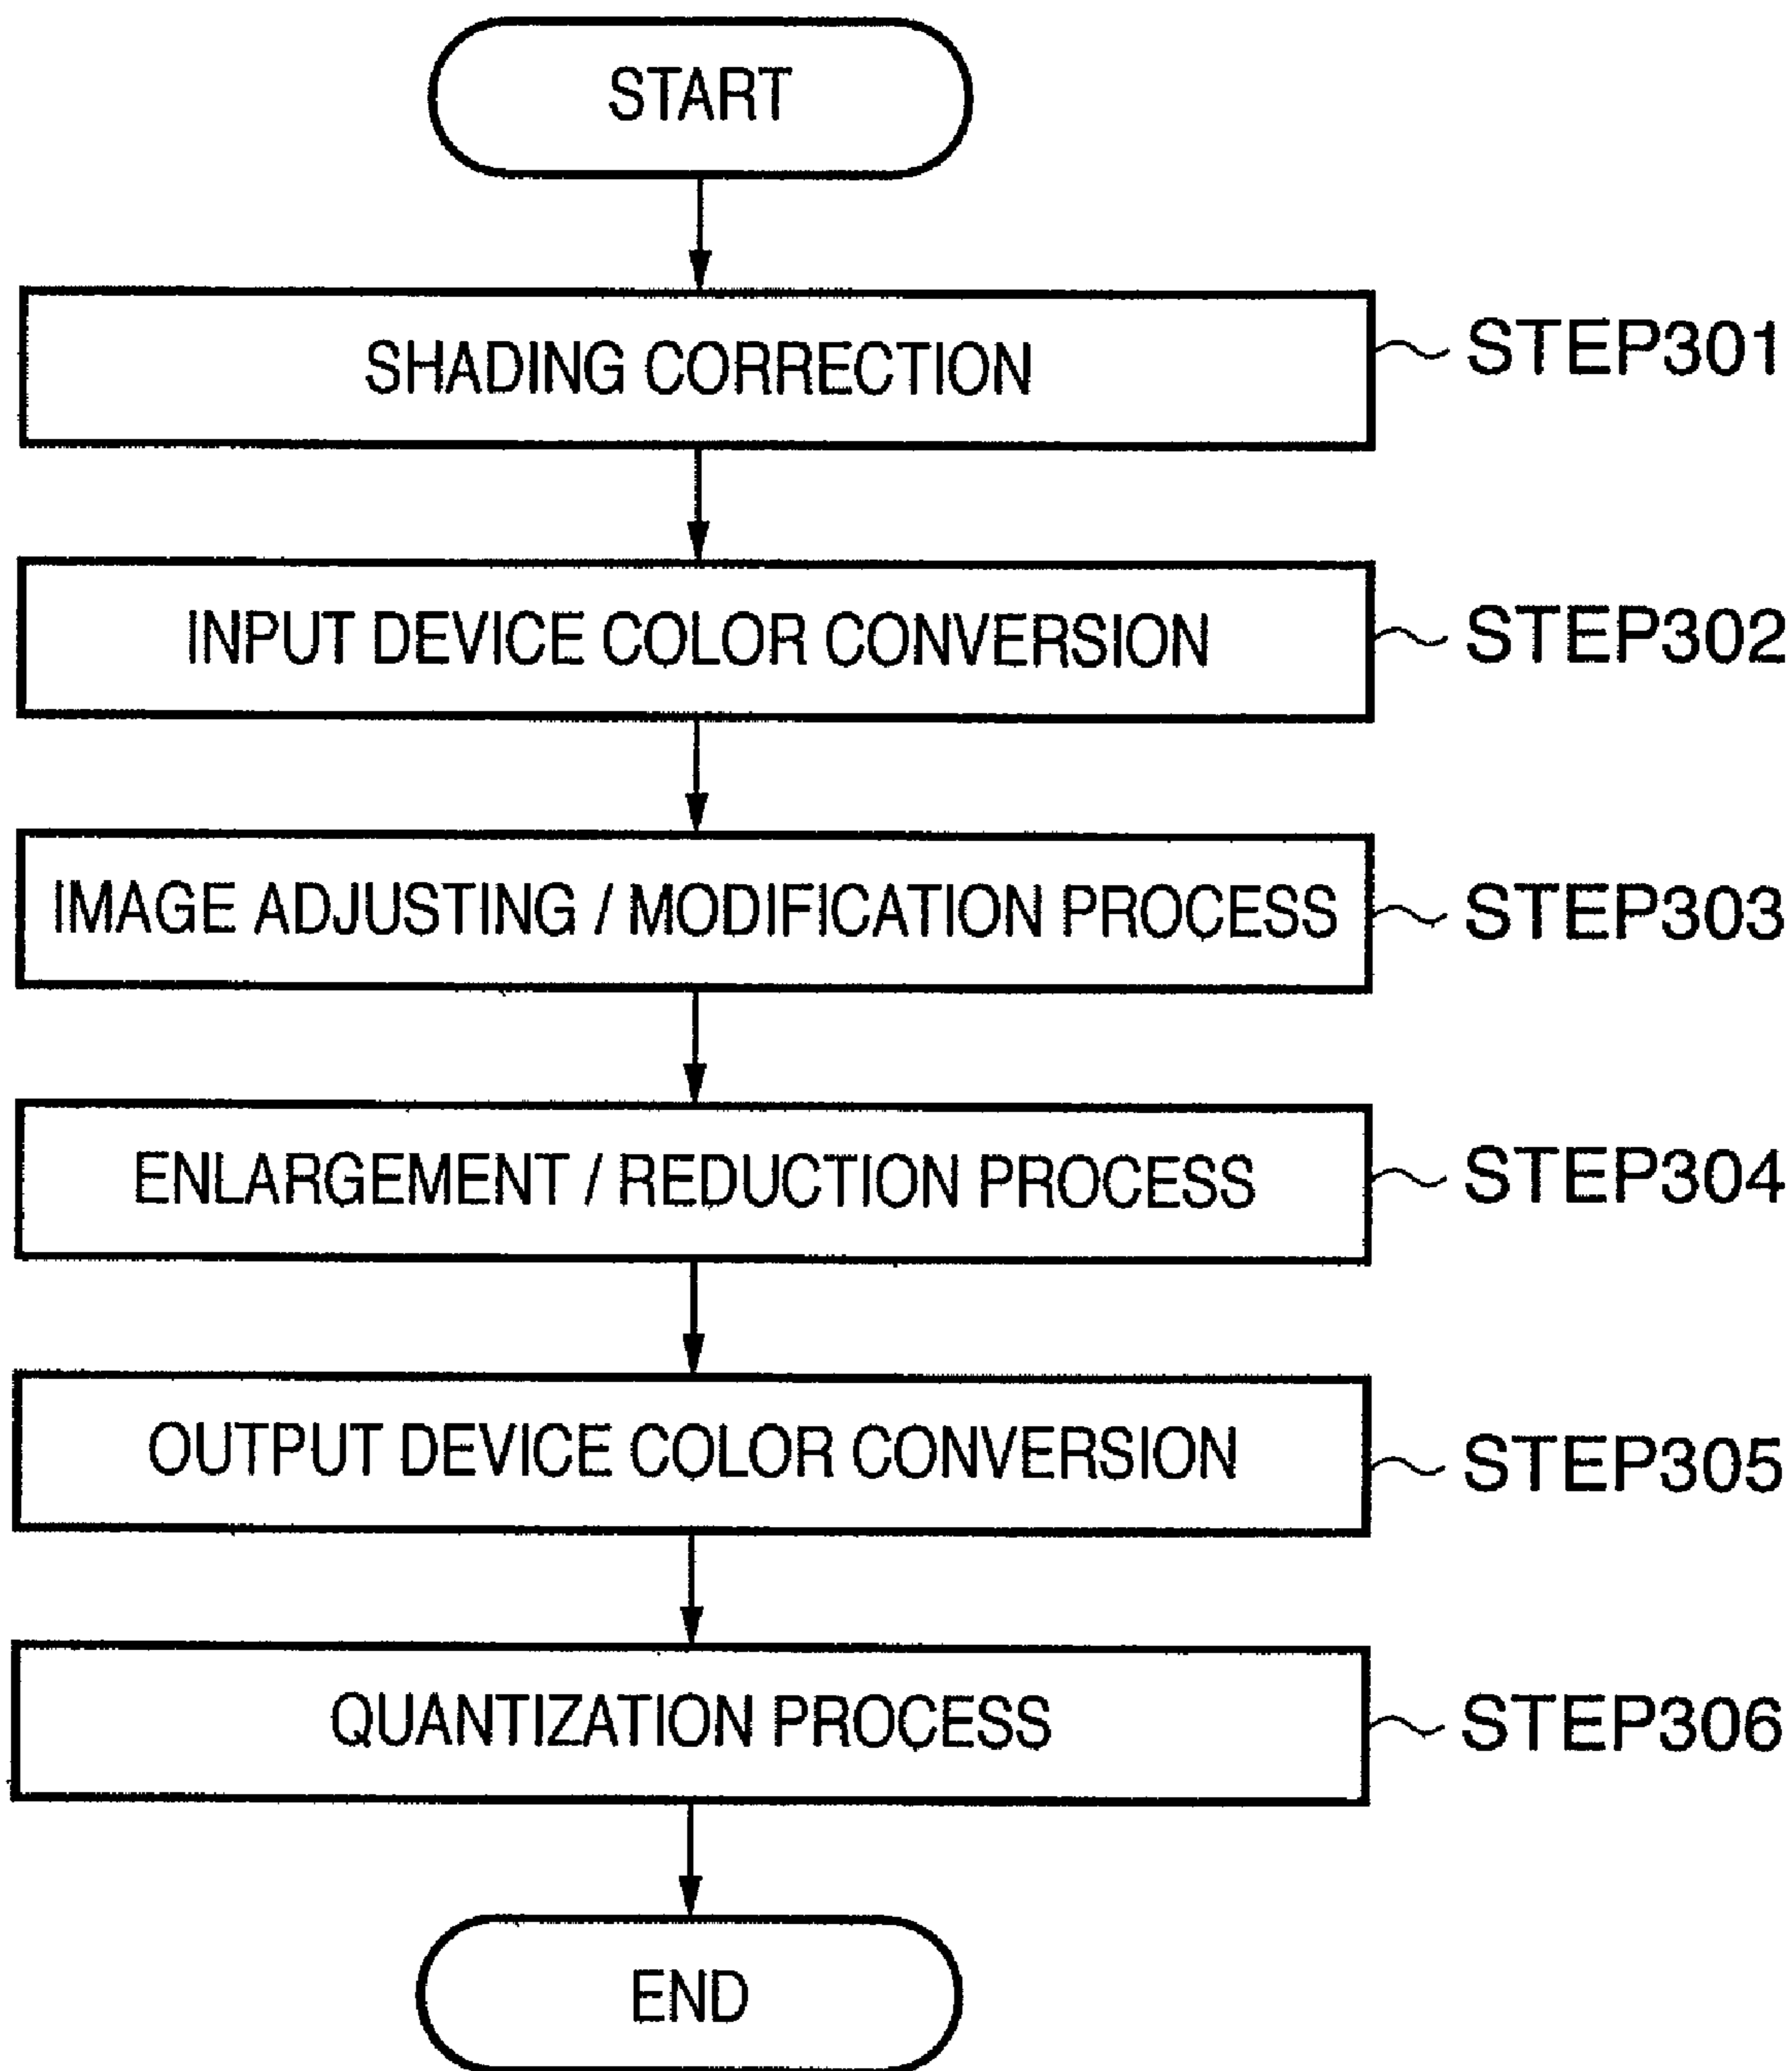 START
SHADING CORRECTION
STEP301
INPUT DEVICE COLOR CONVERSION
STEP302
IMAGE ADJUSTING / MODIFICATION PROCESS
STEP303
ENLARGEMENT / REDUCTION PROCESS
STEP304
OUTPUT DEVICE COLOR CONVERSION
STEP305
QUANTIZATION PROCESS
STEP306
END